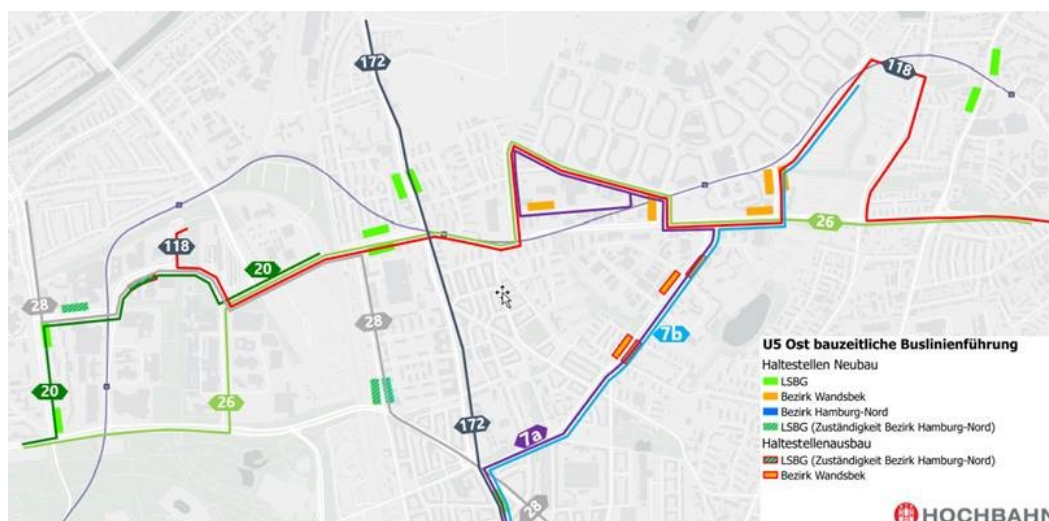 172
118
118
20
26
28
28
7b
20
26
172
7a
28
U5 Ost bauzeitliche Buslinienführung
Haltestellen Neubau
LSBG
Bezirk Wandsbek
Bezirk Hamburg-Nord
LSBG (Zuständigkeit Bezirk Hamburg-Nord)
Haltestellenausbau
LSBG (Zuständigkeit Bezirk Hamburg-Nord)
Bezirk Wandsbek
HOCHBAHN